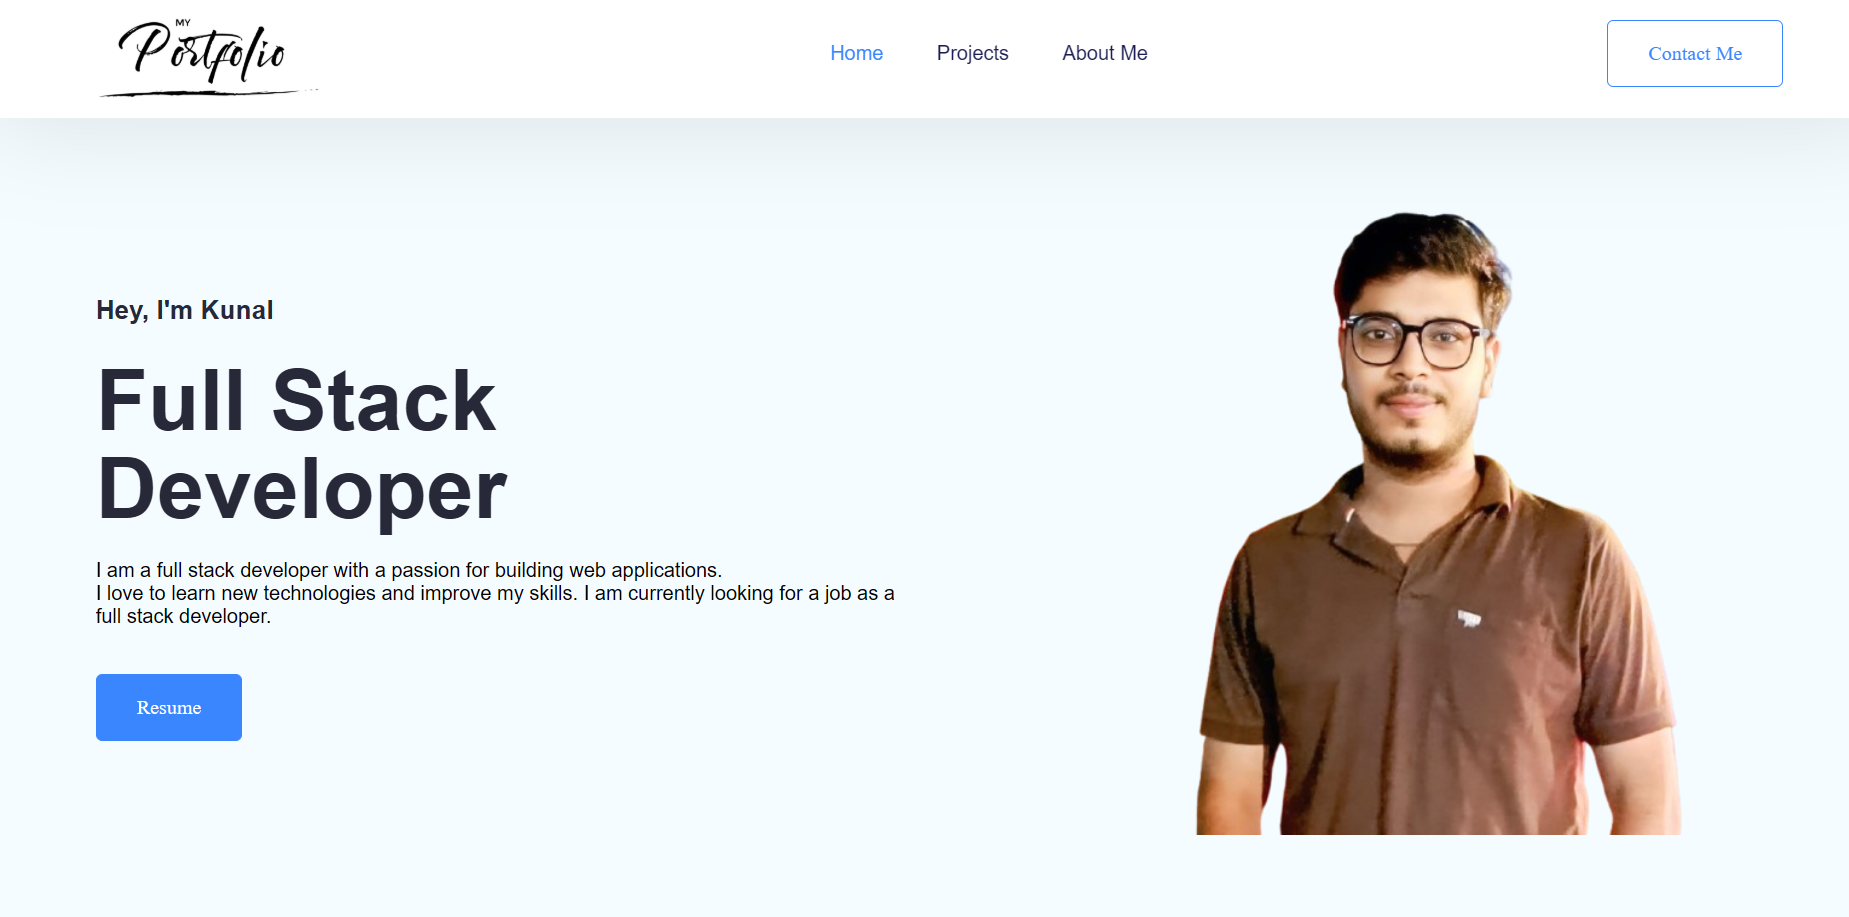 MY
Portfolio
Home
Projects
About Me
Contact Me
Hey, I'm Kunal
Full Stack
Developer
I am a full stack developer with a passion for building web applications.
I love to learn new technologies and improve my skills. I am currently looking for a job as a
full stack developer.
Resume